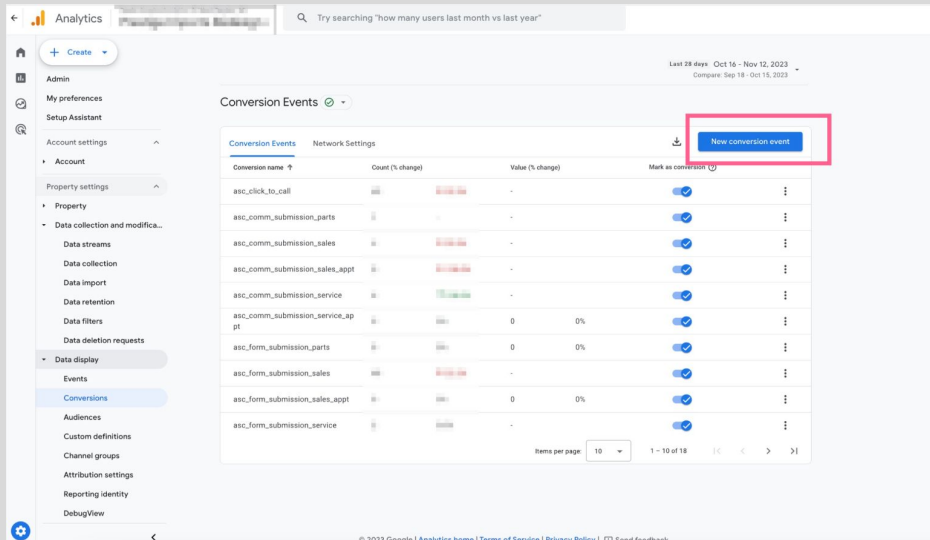 Analytics
Try searching "how many users last month vs last year"
Create
Admin
My preferences
Setup Assistant
Account settings
Account
Property settings
Property
Data collection and modifica...
Data streams
Data collection
Data import
Data retention
Data filters
Data deletion requests
Data display
Events
Conversions
Audiences
Custom definitions
Channel groups
Attribution settings
Reporting identity
DebugView
Last 28 days Oct 16 - Nov 12, 2023
Compare: Sep 18 - Oct 15, 2023
Conversion Events
Conversion Events Network Settings New conversion event
Conversion name Count (% change) Value (% change) Mark as conversion
asc_click_to_call -
asc_comm_submission_parts -
asc_comm_submission_sales -
asc_comm_submission_sales_appt -
asc_comm_submission_service -
asc_comm_submission_service_ap
pt 0 0%
asc_form_submission_parts 0 0%
asc_form_submission_sales -
asc_form_submission_sales_appt 0 0%
asc_form_submission_service -
Items per page: 10 1 – 10 of 18
© 2023 Google | Analytics home | Terms of Service | Privacy Policy | Send feedback